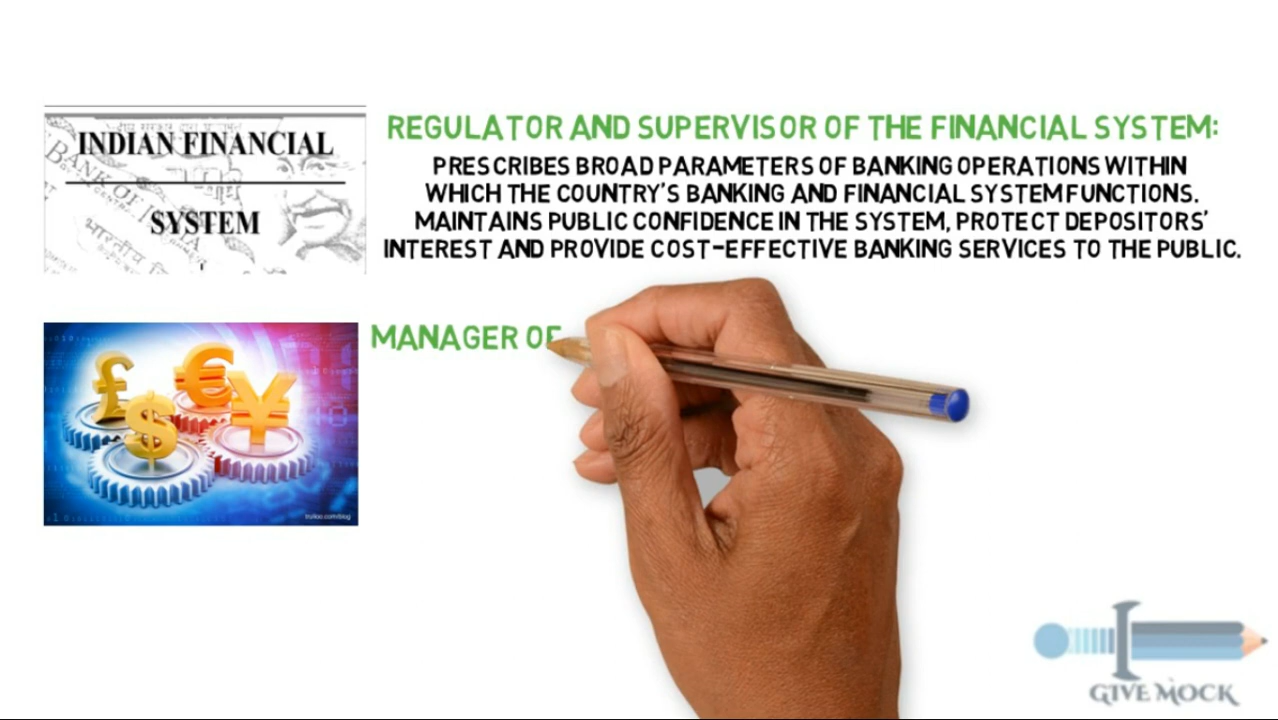 INDIAN FINANCIAL
SYSTEM
REGULATOR AND SUPERVISOR OF THE FINANCIAL SYSTEM:
PRESCRIBES BROAD PARAMETERS OF BANKING OPERATIONS WITHIN
WHICH THE COUNTRY'S BANKING AND FINANCIAL SYSTEM FUNCTIONS.
MAINTAINS PUBLIC CONFIDENCE IN THE SYSTEM, PROTECT DEPOSITORS'
INTEREST AND PROVIDE COST-EFFECTIVE BANKING SERVICES TO THE PUBLIC.
MANAGER OF
I
GIVE MOCK